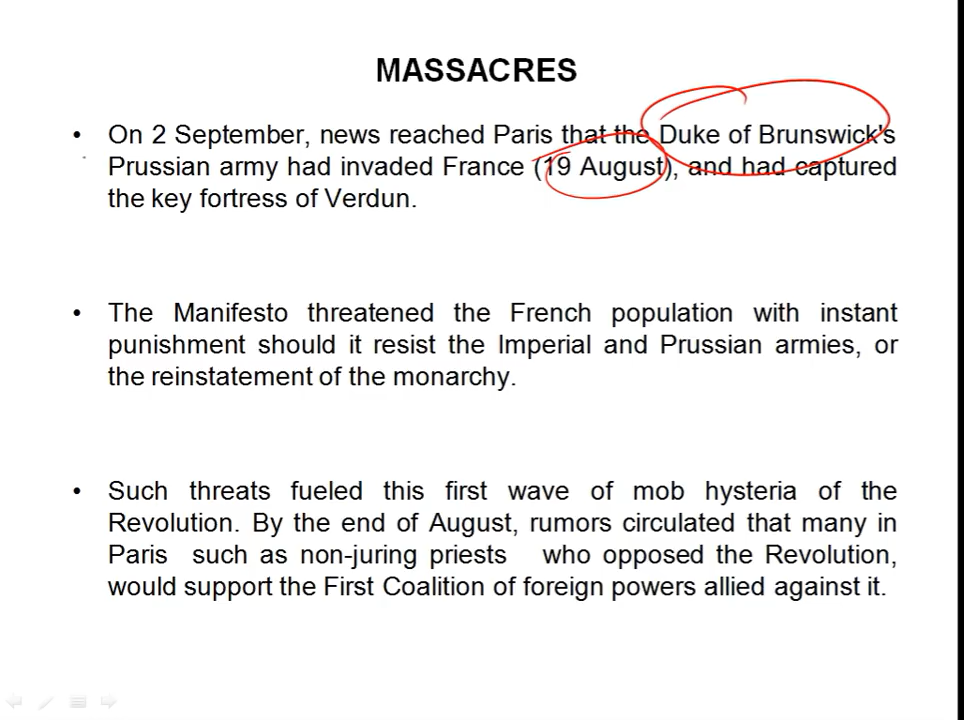 MASSACRES
• On 2 September, news reached Paris that the Duke of Brunswick's
Prussian army had invaded France (19 August), and had captured
the key fortress of Verdun.
• The Manifesto threatened the French population with instant
punishment should it resist the Imperial and Prussian armies, or
the reinstatement of the monarchy.
• Such threats fueled this first wave of mob hysteria of the
Revolution. By the end of August, rumors circulated that many in
Paris such as non-juring priests who opposed the Revolution,
would support the First Coalition of foreign powers allied against it.